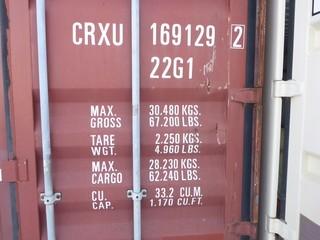 CRXU 169129 2
22G1
MAX. 30.480 KGS.
GROSS 67.200 LBS.
TARE 2.250 KGS.
WGT. 4.960 LBS.
MAX. 28.230 KGS.
CARGO 62.240 LBS.
CU. 33.2 CU.M.
CAP. 1.170 CU.FT.